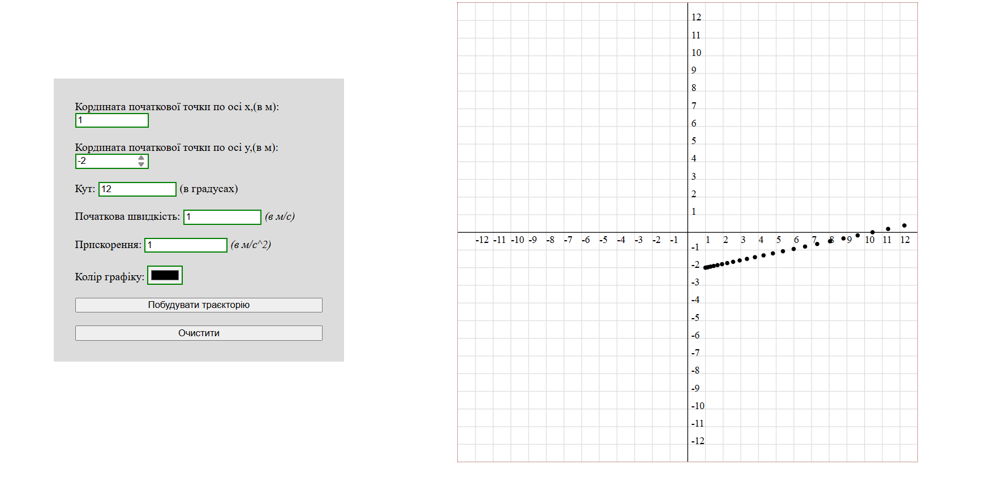 Кордината початкової точки по осі x,(в м):
1
Кордината початкової точки по осі y,(в м):
-2
Кут: 12 (в градусах)
Початкова швидкість: 1 (в м/с)
Прискорення: 1 (в м/с^2)
Колір графіку:
Побудувати траєкторію
Очистити
12
11
10
9
8
7
6
5
4
3
2
1
-12 -11 -10 -9 -8 -7 -6 -5 -4 -3 -2 -1 1 2 3 4 5 6 7 8 9 10 11 12
-1
-2
-3
-4
-5
-6
-7
-8
-9
-10
-11
-12